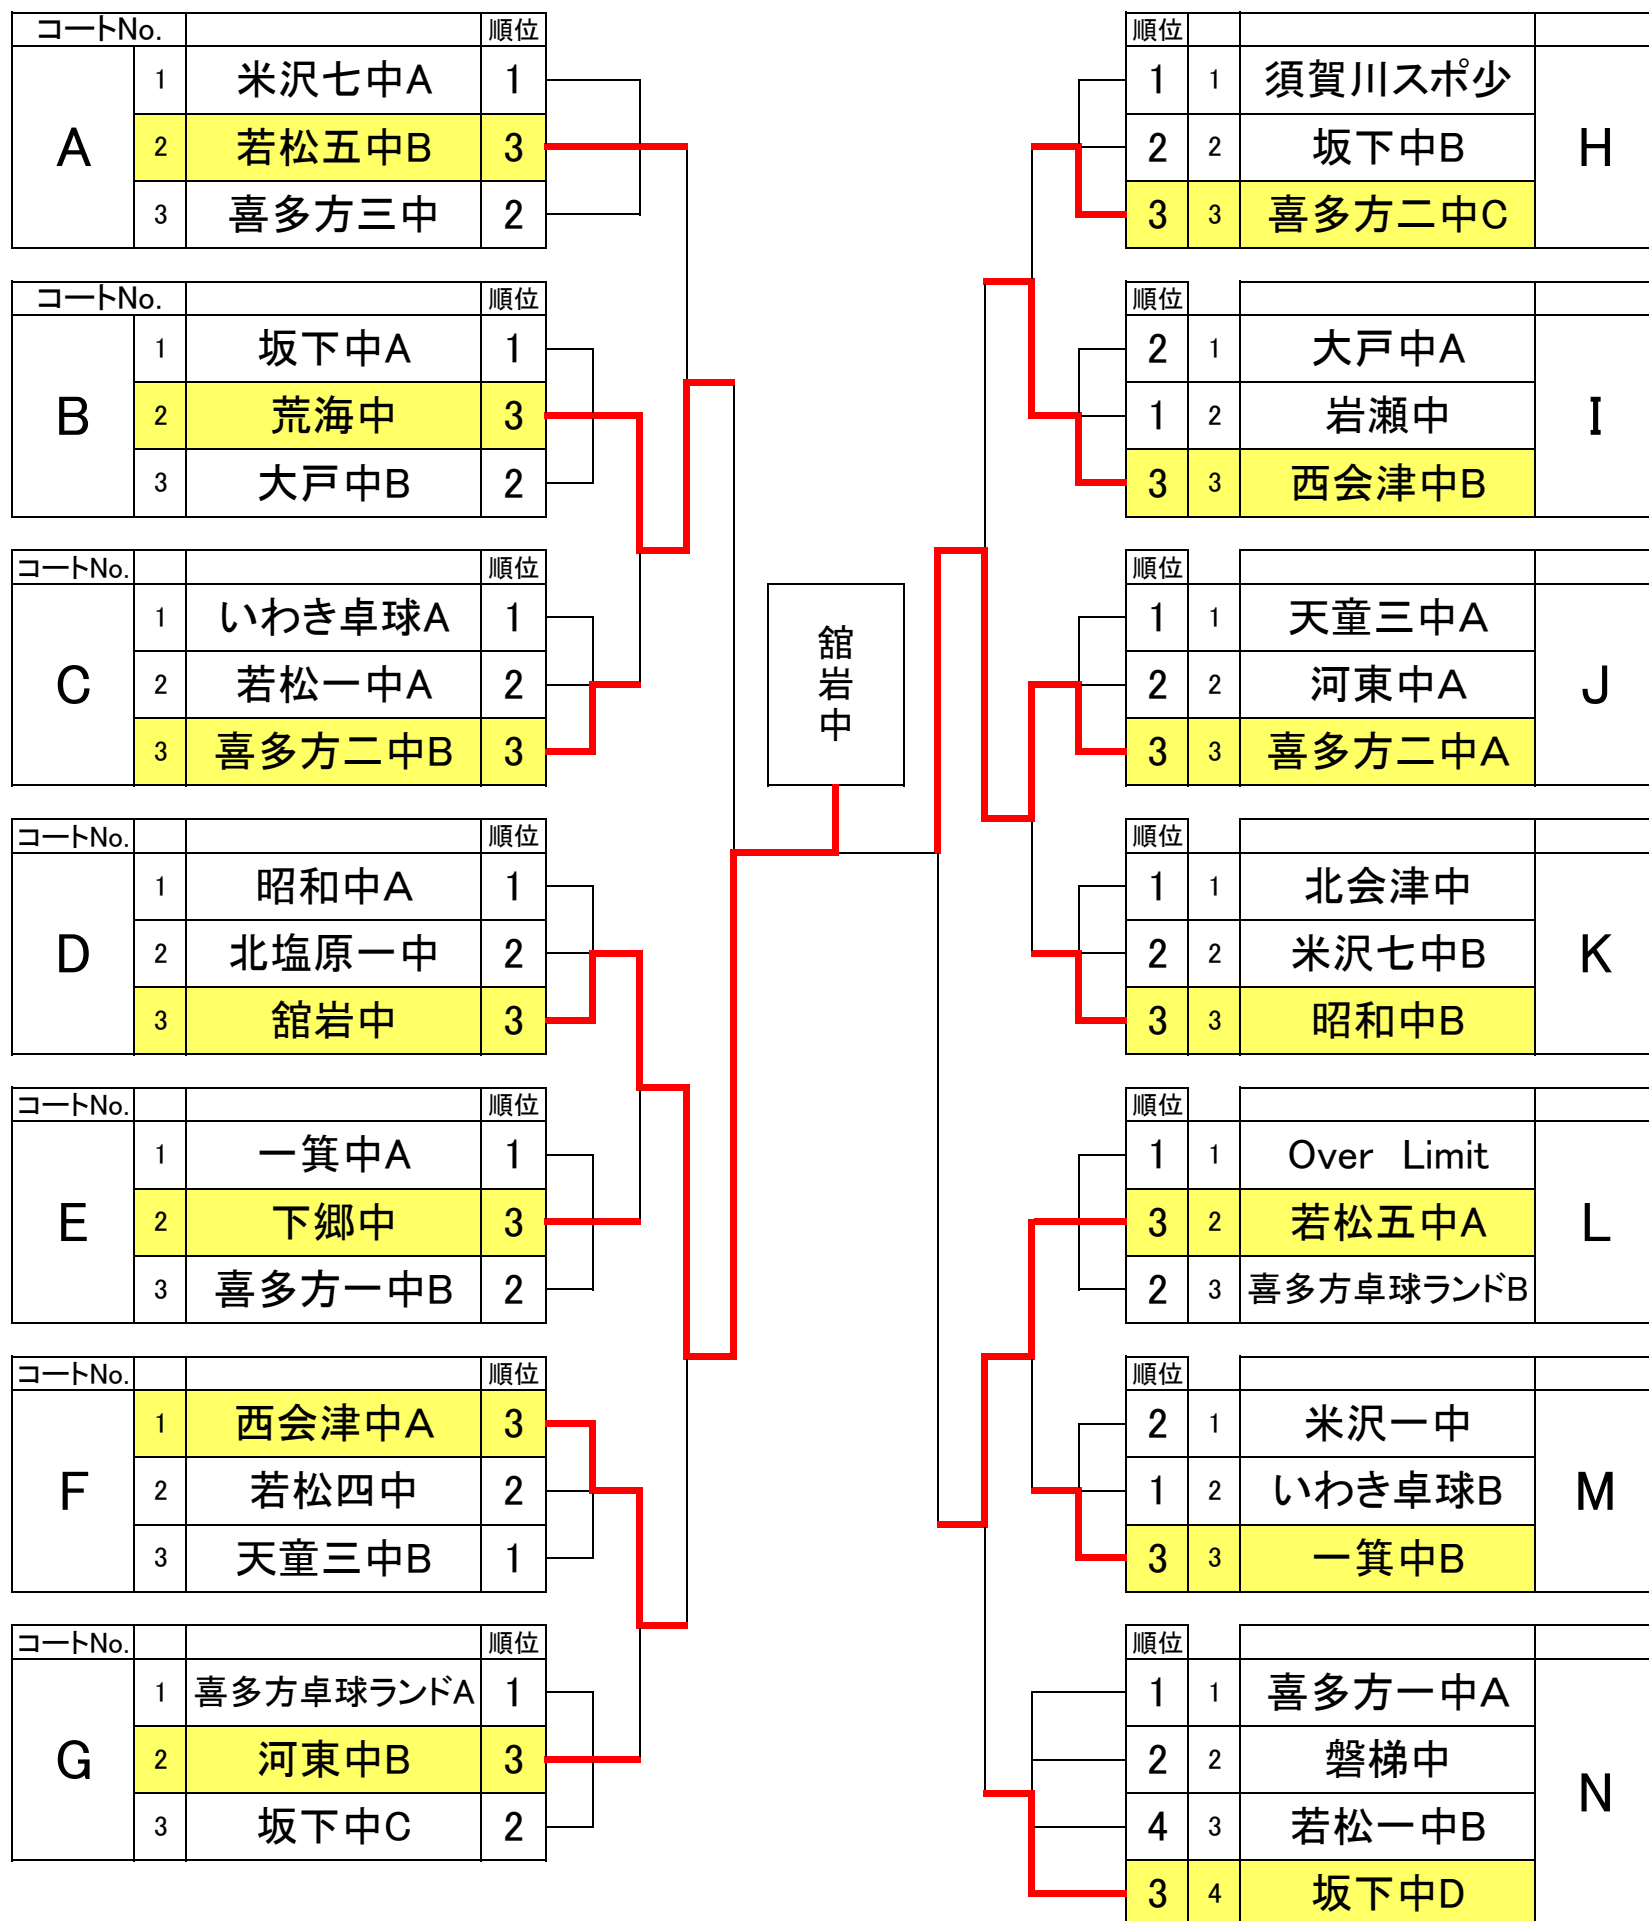 コートNo. 順位
A
1 米沢七中A 1
2 若松五中B 3
3 喜多方三中 2
コートNo. 順位
B
1 坂下中A 1
2 荒海中 3
3 大戸中B 2
コートNo. 順位
C
1 いわき卓球A 1
2 若松一中A 2
3 喜多方二中B 3
コートNo. 順位
D
1 昭和中A 1
2 北塩原一中 2
3 舘岩中 3
コートNo. 順位
E
1 一箕中A 1
2 下郷中 3
3 喜多方一中B 2
コートNo. 順位
F
1 西会津中A 3
2 若松四中 2
3 天童三中B 1
コートNo. 順位
G
1 喜多方卓球ランドA 1
2 河東中B 3
3 坂下中C 2
舘岩中
順位
1 1 須賀川スポ少
2 2 坂下中B
3 3 喜多方二中C
H
順位
2 1 大戸中A
1 2 岩瀬中
3 3 西会津中B
I
順位
1 1 天童三中A
2 2 河東中A
3 3 喜多方二中A
J
順位
1 1 北会津中
2 2 米沢七中B
3 3 昭和中B
K
順位
1 1 Over Limit
3 2 若松五中A
2 3 喜多方卓球ランドB
L
順位
2 1 米沢一中
1 2 いわき卓球B
3 3 一箕中B
M
順位
1 1 喜多方一中A
2 2 磐梯中
4 3 若松一中B
3 4 坂下中D
N